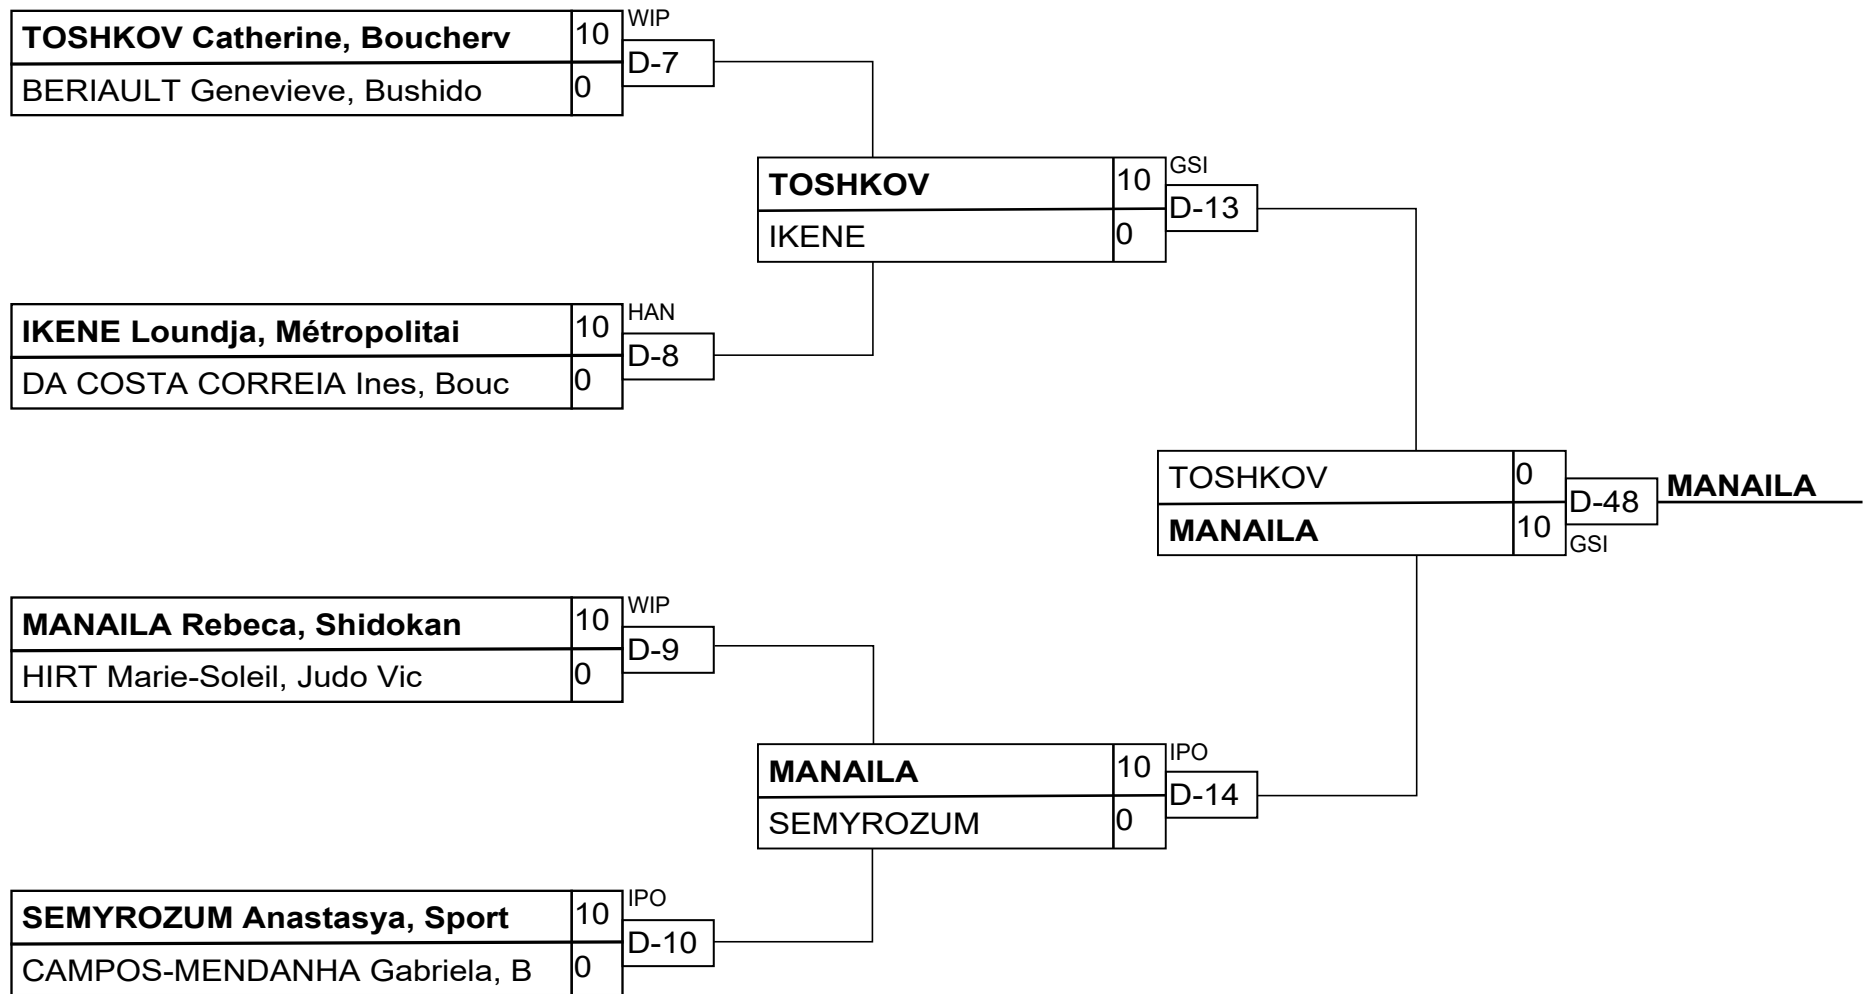 WIP
TOSHKOV Catherine, Boucherv 10
D-7
BERIAULT Genevieve, Bushido 0
GSI
TOSHKOV 10
D-13
IKENE 0
HAN
IKENE Loundja, Métropolitai 10
D-8
DA COSTA CORREIA Ines, Bouc 0
TOSHKOV 0
D-48 MANAILA
MANAILA 10
GSI
WIP
MANAILA Rebeca, Shidokan 10
D-9
HIRT Marie-Soleil, Judo Vic 0
IPO
MANAILA 10
D-14
SEMYROZUM 0
IPO
SEMYROZUM Anastasya, Sport 10
D-10
CAMPOS-MENDANHA Gabriela, B 0